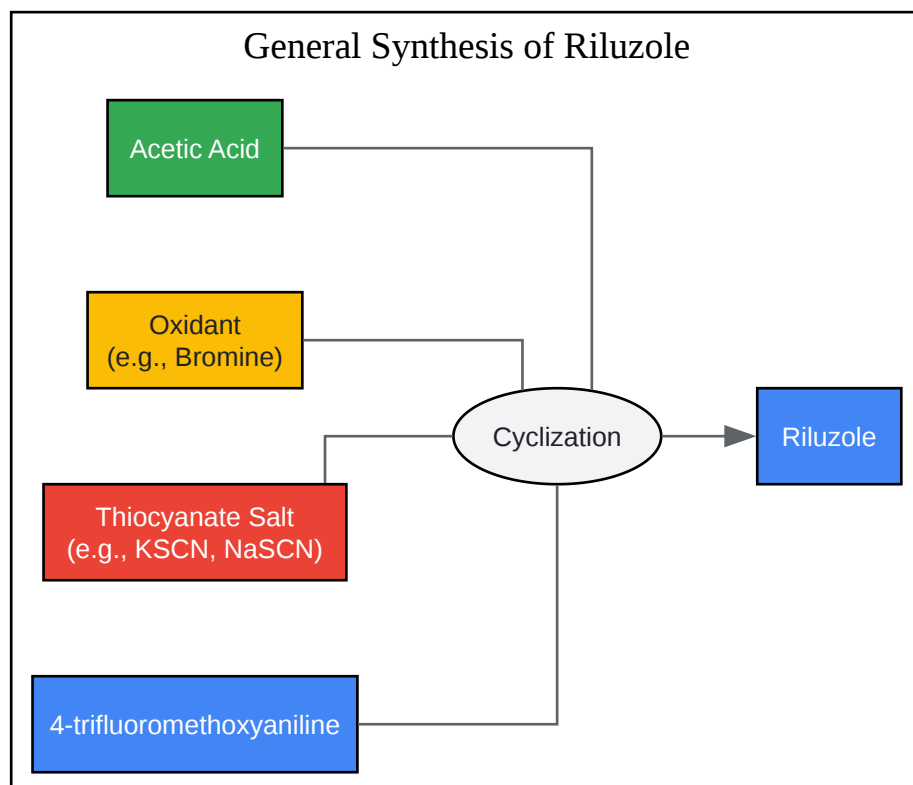 General Synthesis of Riluzole
Acetic Acid
Oxidant
(e.g., Bromine)
Cyclization
Riluzole
Thiocyanate Salt
(e.g., KSCN, NaSCN)
4-trifluoromethoxyaniline